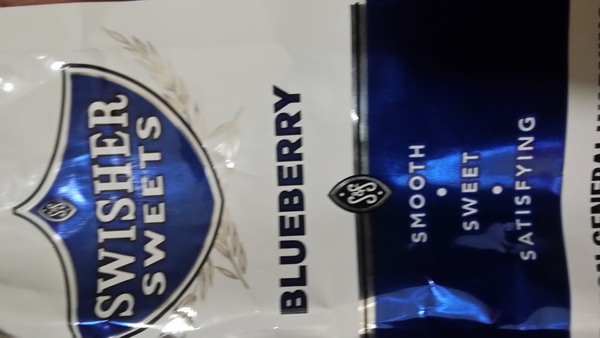 SWISHER
SWEETS
BLUEBERRY
SMOOTH
•
SWEET
•
SATISFYING